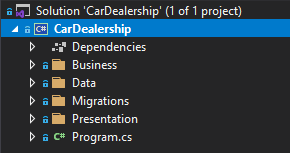 Solution 'CarDealership' (1 of 1 project)
C# CarDealership
Dependencies
Business
Data
Migrations
Presentation
C# Program.cs